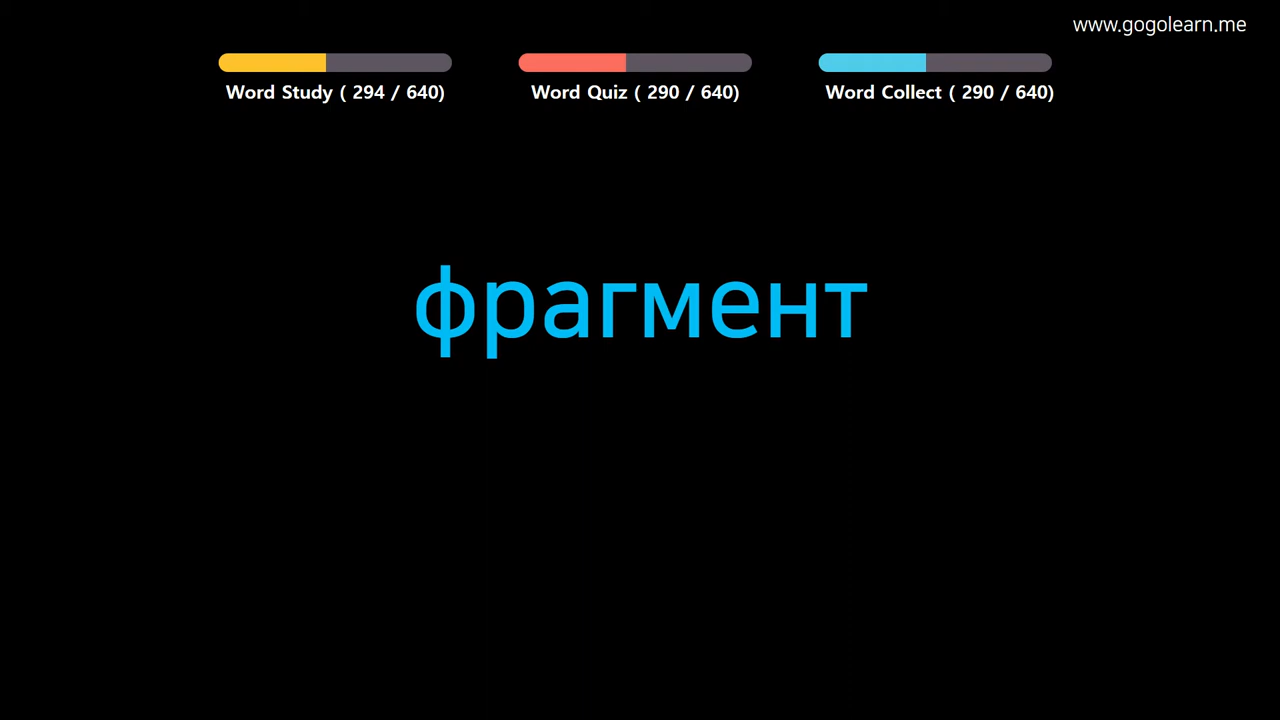 www.gogolearn.me
Word Study ( 294 / 640)
Word Quiz ( 290 / 640)
Word Collect ( 290 / 640)
фрагмент